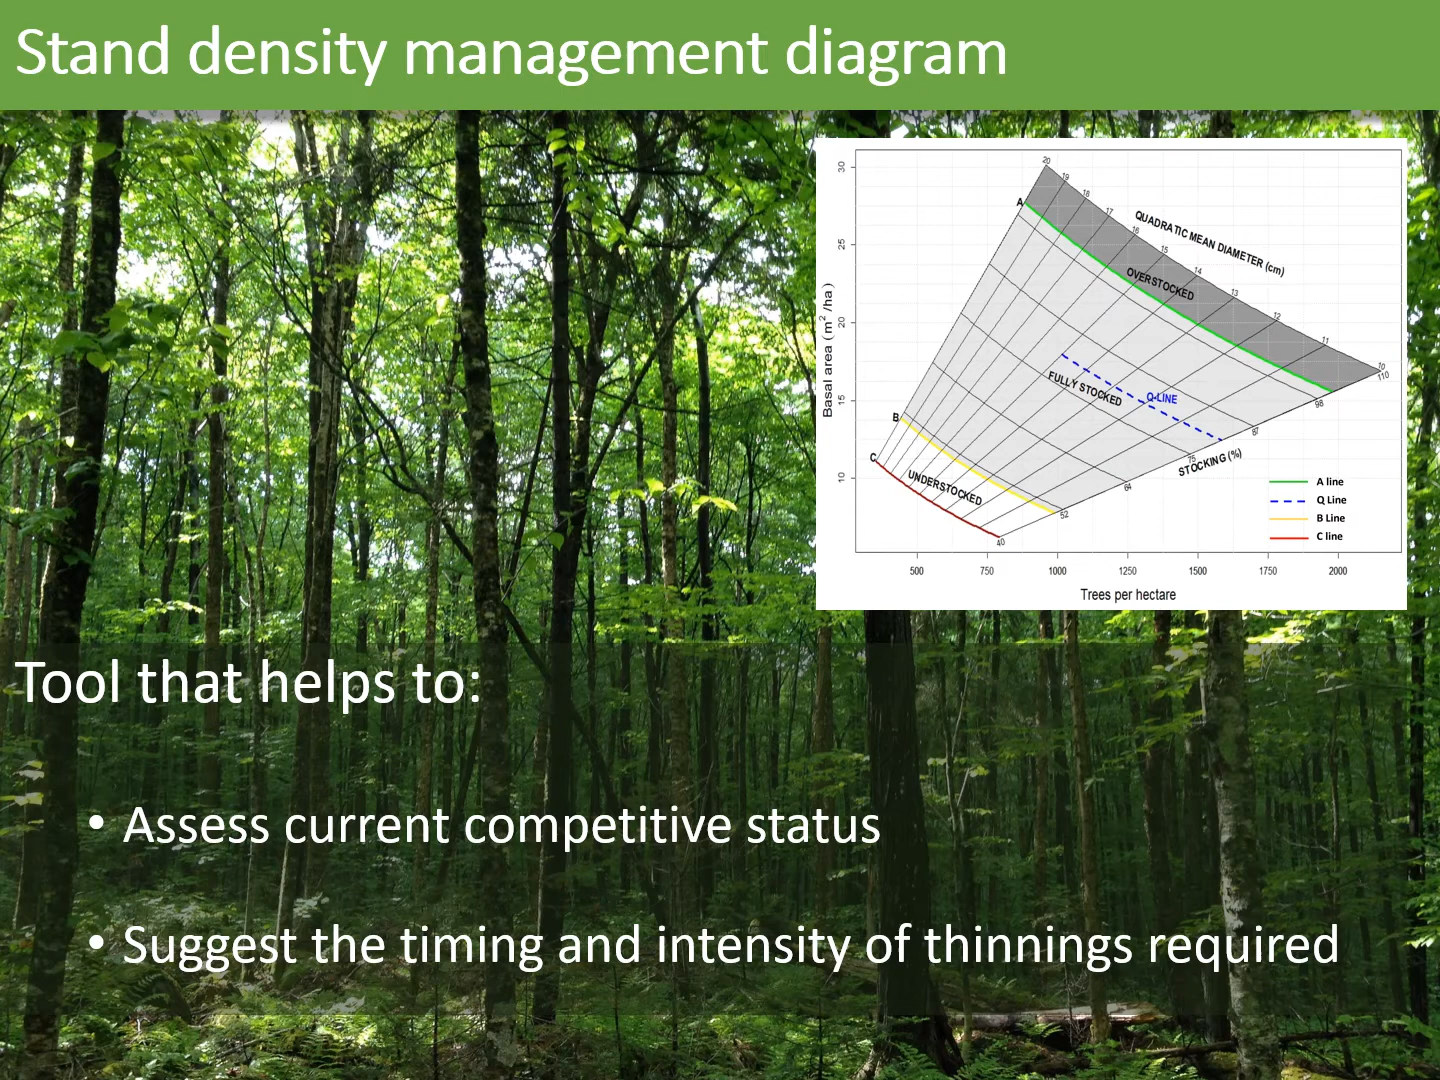 Stand density management diagram
30
25
20
15
10
Basal area (m²/ha)
20
19
18
17
16
15
14
13
12
11
10
QUADRATIC MEAN DIAMETER (cm)
A
OVERSTOCKED
FULLY STOCKED
Q-LINE
B
C
UNDERSTOCKED
110
98
87
75
64
52
40
STOCKING (%)
A line
Q Line
B Line
C line
500 750 1000 1250 1500 1750 2000
Trees per hectare
Tool that helps to:
• Assess current competitive status
• Suggest the timing and intensity of thinnings required